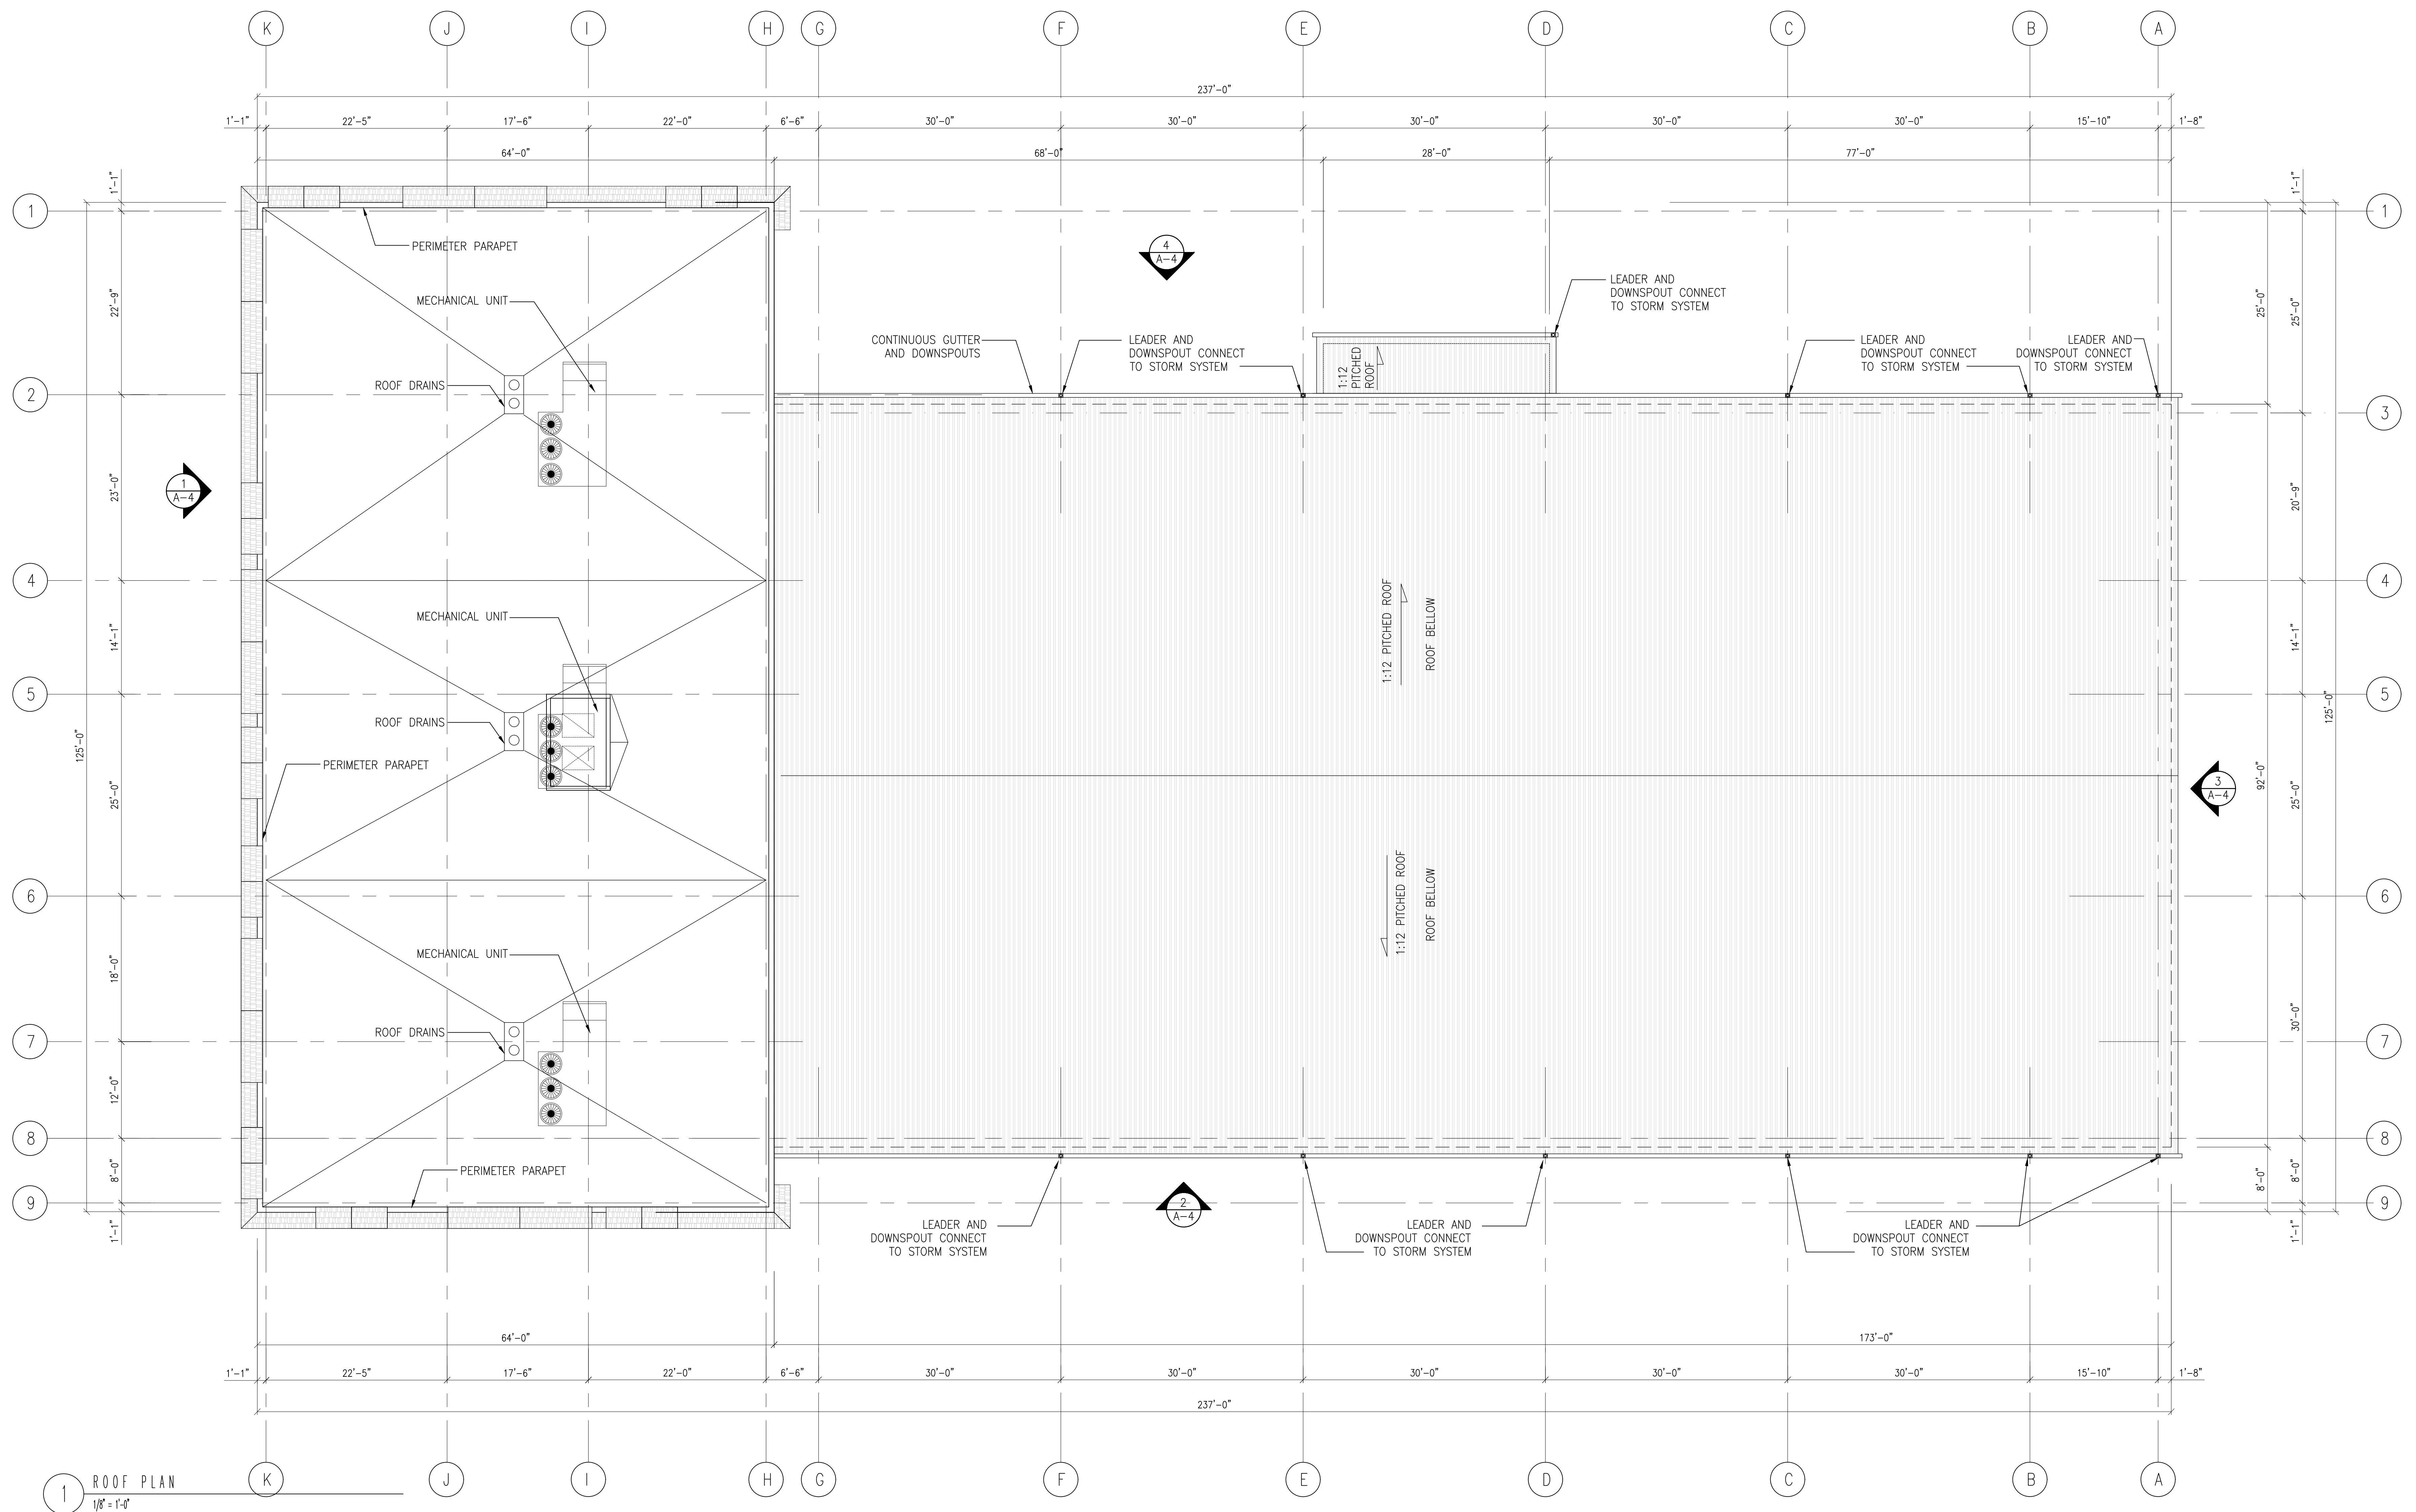 K J I H G F E D C B A
237'-0"
1'-1" 22'-5" 17'-6" 22'-0" 6'-6" 30'-0" 30'-0" 30'-0" 30'-0" 30'-0" 15'-10" 1'-8"
64'-0" 68'-0" 28'-0" 77'-0"
1'-1" 1'-1"
1 1
PERIMETER PARAPET
4
A-4
22'-9" 25'-0" 25'-0"
MECHANICAL UNIT
LEADER AND
DOWNSPOUT CONNECT
TO STORM SYSTEM
CONTINUOUS GUTTER
AND DOWNSPOUTS
LEADER AND
DOWNSPOUT CONNECT
TO STORM SYSTEM
1:12
PITCHED
ROOF
LEADER AND
DOWNSPOUT CONNECT
TO STORM SYSTEM
LEADER AND
DOWNSPOUT CONNECT
TO STORM SYSTEM
ROOF DRAINS
2 3
1
A-4
23'-0" 20'-9"
4 4
MECHANICAL UNIT
1:12 PITCHED ROOF
ROOF BELLOW
14'-1" 14'-1"
5 5
ROOF DRAINS
125'-0" 125'-0"
PERIMETER PARAPET
25'-0" 92'-0" 25'-0"
3
A-4
6 6
1:12 PITCHED ROOF
ROOF BELLOW
MECHANICAL UNIT
18'-0" 30'-0"
ROOF DRAINS
7 7
12'-0"
8 8
PERIMETER PARAPET
8'-0" 8'-0" 8'-0"
9 9
2
A-4
1'-1" 1'-1"
LEADER AND
DOWNSPOUT CONNECT
TO STORM SYSTEM
LEADER AND
DOWNSPOUT CONNECT
TO STORM SYSTEM
LEADER AND
DOWNSPOUT CONNECT
TO STORM SYSTEM
64'-0" 173'-0"
1'-1" 22'-5" 17'-6" 22'-0" 6'-6" 30'-0" 30'-0" 30'-0" 30'-0" 30'-0" 15'-10" 1'-8"
237'-0"
K J I H G F E D C B A
1 ROOF PLAN
1/8" = 1'-0"